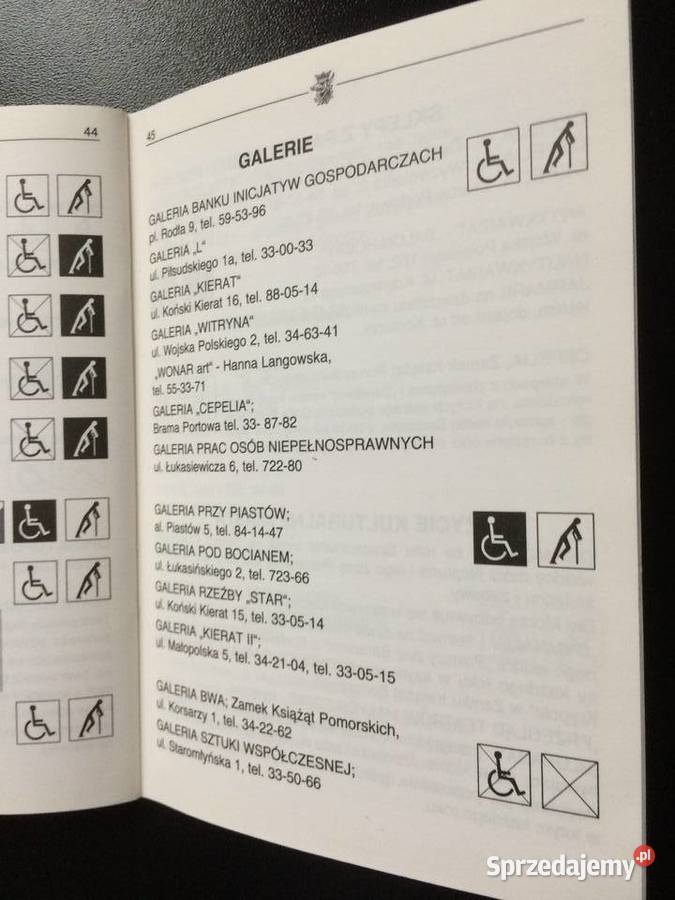 44
45
GALERIE
GALERIA BANKU INICJATYW GOSPODARCZACH
pl. Rodła 9, tel. 59-53-96
GALERIA „L"
ul. Piłsudskiego 1a, tel. 33-00-33
GALERIA „KIERAT"
ul. Koński Kierat 16, tel. 88-05-14
GALERIA „WITRYNA"
ul. Wojska Polskiego 2, tel. 34-63-41
„WONAR art" - Hanna Langowska,
tel. 55-33-71
GALERIA „CEPELIA";
Brama Portowa tel. 33- 87-82
GALERIA PRAC OSÓB NIEPEŁNOSPRAWNYCH
ul. Łukasiewicza 6, tel. 722-80
GALERIA PRZY PIASTÓW;
al. Piastów 5, tel. 84-14-47
GALERIA POD BOCIANEM;
ul. Łukasińskiego 2, tel. 723-66
GALERIA RZEŹBY „STAR";
ul. Koński Kierat 15, tel. 33-05-14
GALERIA „KIERAT II";
ul. Małopolska 5, tel. 34-21-04, tel. 33-05-15
GALERIA BWA; Zamek Książąt Pomorskich,
ul. Korsarzy 1, tel. 34-22-62
GALERIA SZTUKI WSPÓŁCZESNEJ;
ul. Staromłyńska 1, tel. 33-50-66
Sprzedajemy.pl